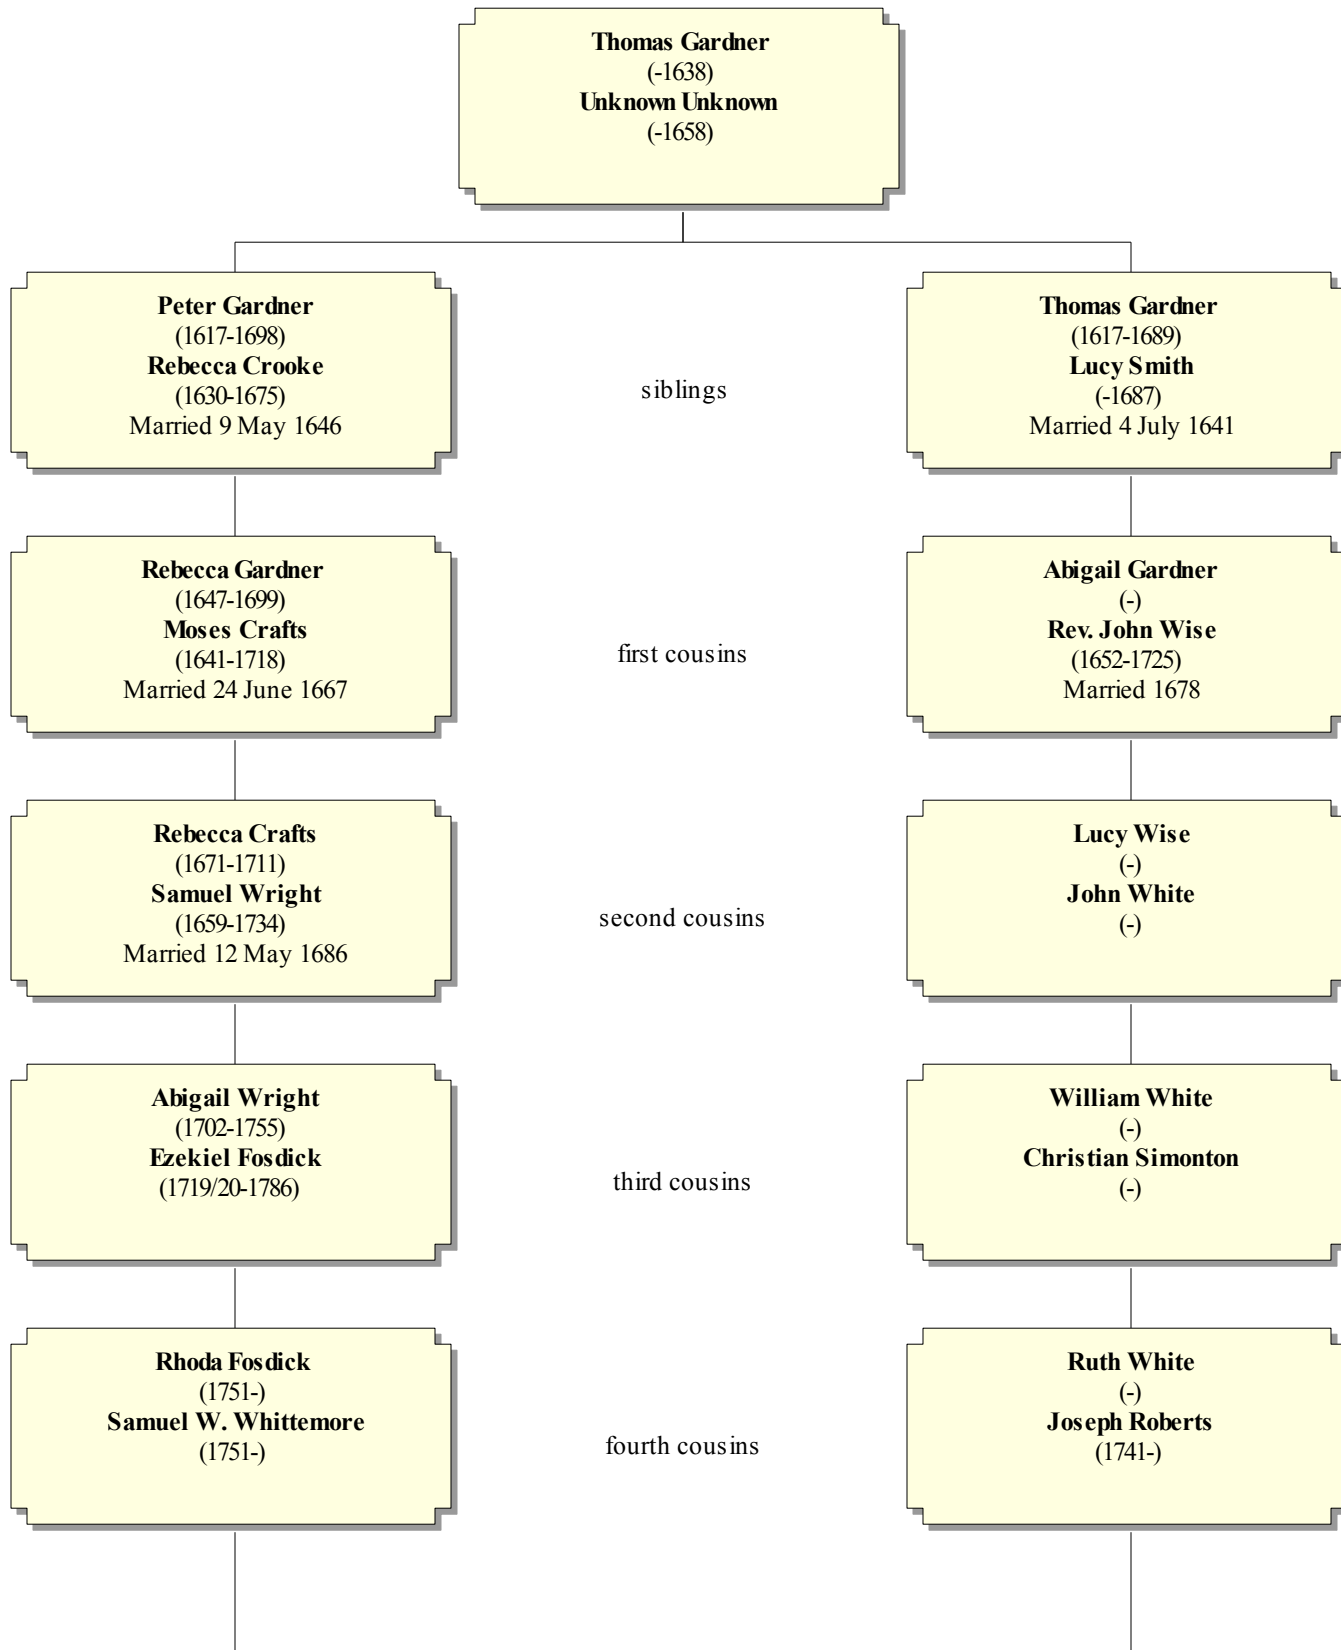 Thomas Gardner
(-1638)
Unknown Unknown
(-1658)
Peter Gardner
(1617-1698)
Rebecca Crooke
(1630-1675)
Married 9 May 1646
siblings
Thomas Gardner
(1617-1689)
Lucy Smith
(-1687)
Married 4 July 1641
Rebecca Gardner
(1647-1699)
Moses Crafts
(1641-1718)
Married 24 June 1667
first cousins
Abigail Gardner
(-)
Rev. John Wise
(1652-1725)
Married 1678
Rebecca Crafts
(1671-1711)
Samuel Wright
(1659-1734)
Married 12 May 1686
second cousins
Lucy Wise
(-)
John White
(-)
Abigail Wright
(1702-1755)
Ezekiel Fosdick
(1719/20-1786)
third cousins
William White
(-)
Christian Simonton
(-)
Rhoda Fosdick
(1751-)
Samuel W. Whittemore
(1751-)
fourth cousins
Ruth White
(-)
Joseph Roberts
(1741-)